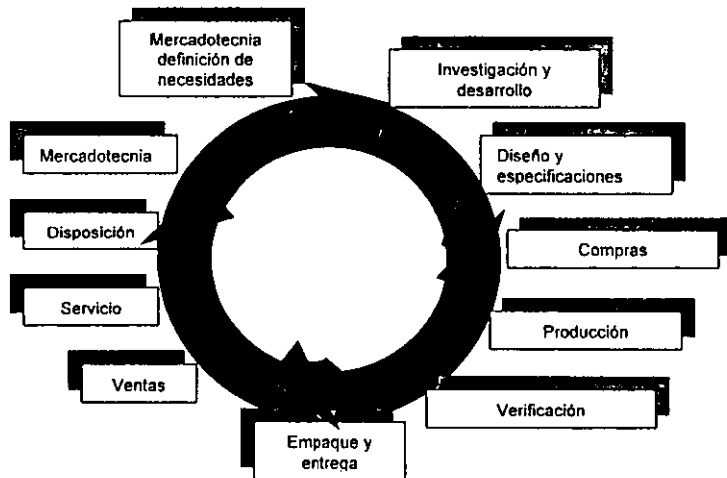 Mercadotecnia
definición de
necesidades
Investigación y
desarrollo
Diseño y
especificaciones
Compras
Producción
Verificación
Empaque y
entrega
Ventas
Servicio
Disposición
Mercadotecnia